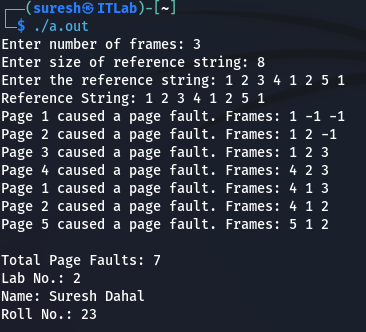 ┌──(suresh㉿ITLab)-[~]
└─$ ./a.out
Enter number of frames: 3
Enter size of reference string: 8
Enter the reference string: 1 2 3 4 1 2 5 1
Reference String: 1 2 3 4 1 2 5 1
Page 1 caused a page fault. Frames: 1 -1 -1
Page 2 caused a page fault. Frames: 1 2 -1
Page 3 caused a page fault. Frames: 1 2 3
Page 4 caused a page fault. Frames: 4 2 3
Page 1 caused a page fault. Frames: 4 1 3
Page 2 caused a page fault. Frames: 4 1 2
Page 5 caused a page fault. Frames: 5 1 2
Total Page Faults: 7
Lab No.: 2
Name: Suresh Dahal
Roll No.: 23